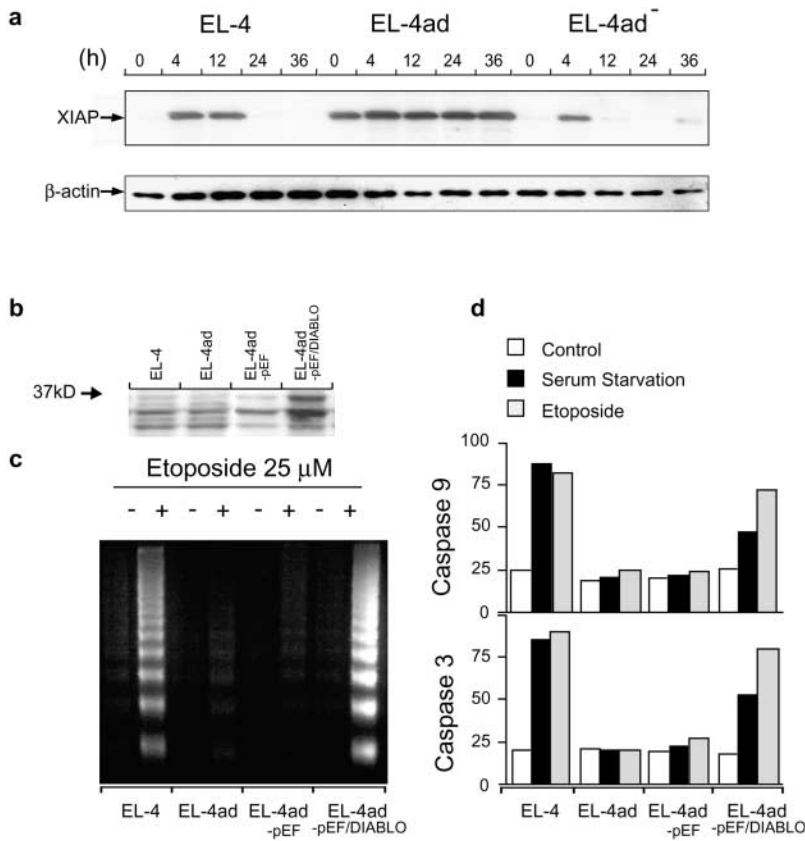 a
EL-4 EL-4ad EL-4ad-
(h) 0 4 12 24 36 0 4 12 24 36 0 4 12 24 36
XIAP
β-actin
b
EL-4
EL-4ad
EL-4ad
-pEF
EL-4ad
-pEF/DIABLO
37kD
c
Etoposide 25 μM
- + - + - + - +
EL-4 EL-4ad EL-4ad EL-4ad
-pEF -pEF/DIABLO
d
Control
Serum Starvation
Etoposide
100
75
50
25
0
Caspase 9
75
50
25
0
Caspase 3
EL-4 EL-4ad EL-4ad EL-4ad
-pEF -pEF/DIABLO